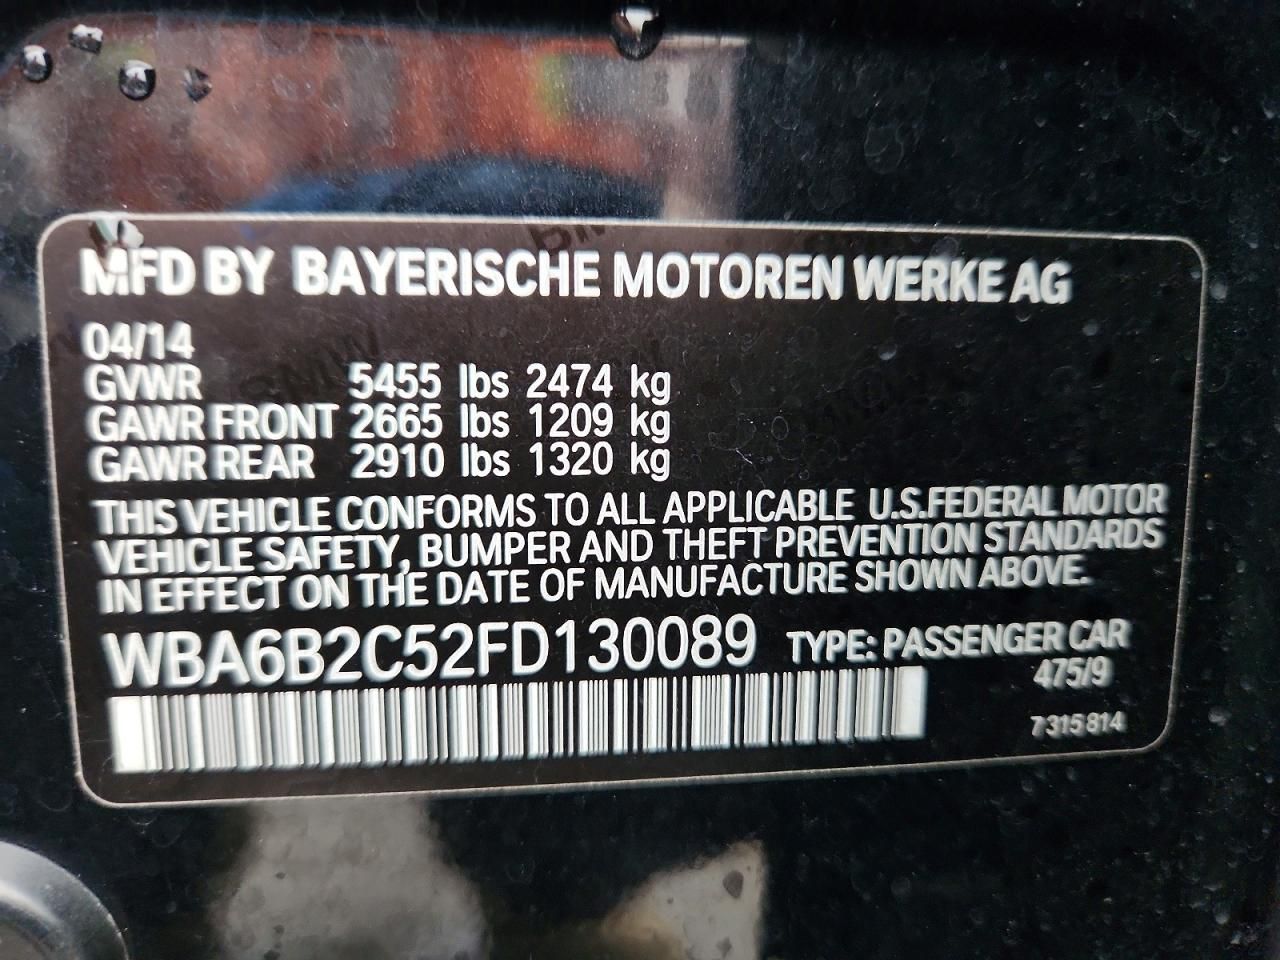 MFD BY BAYERISCHE MOTOREN WERKE AG
04/14
GVWR 5455 lbs 2474 kg
GAWR FRONT 2665 lbs 1209 kg
GAWR REAR 2910 lbs 1320 kg
THIS VEHICLE CONFORMS TO ALL APPLICABLE U.S.FEDERAL MOTOR
VEHICLE SAFETY, BUMPER AND THEFT PREVENTION STANDARDS
IN EFFECT ON THE DATE OF MANUFACTURE SHOWN ABOVE.
WBA6B2C52FD130089 TYPE: PASSENGER CAR
475/9
7 315 814